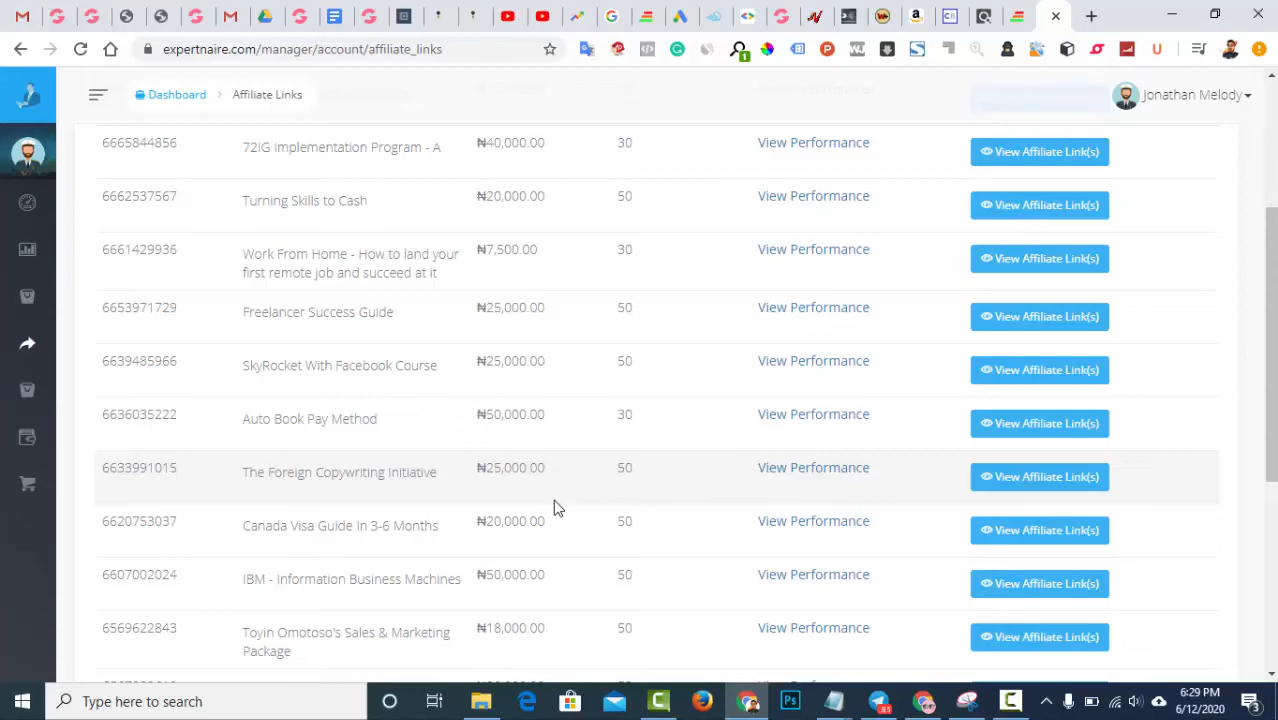 expertnaire.com/manager/account/affiliate_links
1
Dashboard > Affiliate Links
Jonathan Melody
6665844856 72IG Implementation Program - A ₦40,000.00 30 View Performance View Affiliate Link(s)
6662537567 Turning Skills to Cash ₦20,000.00 50 View Performance View Affiliate Link(s)
6661429936 Work From Home - How to land your ₦7,500.00 30 View Performance View Affiliate Link(s)
first remote job and succeed at it
6653971729 Freelancer Success Guide ₦25,000.00 50 View Performance View Affiliate Link(s)
6639485966 SkyRocket With Facebook Course ₦25,000.00 50 View Performance View Affiliate Link(s)
6636035222 Auto Book Pay Method ₦50,000.00 30 View Performance View Affiliate Link(s)
6633991015 The Foreign Copywriting Initiative ₦25,000.00 50 View Performance View Affiliate Link(s)
6620753037 Canada Visa Guide In 3-6 Months ₦20,000.00 50 View Performance View Affiliate Link(s)
6607002024 IBM - Information Business Machines ₦50,000.00 50 View Performance View Affiliate Link(s)
6569622843 Toyin Omotoso's Sales & Marketing ₦18,000.00 50 View Performance View Affiliate Link(s)
Package
Type here to search
6:29 PM
6/12/2020
3